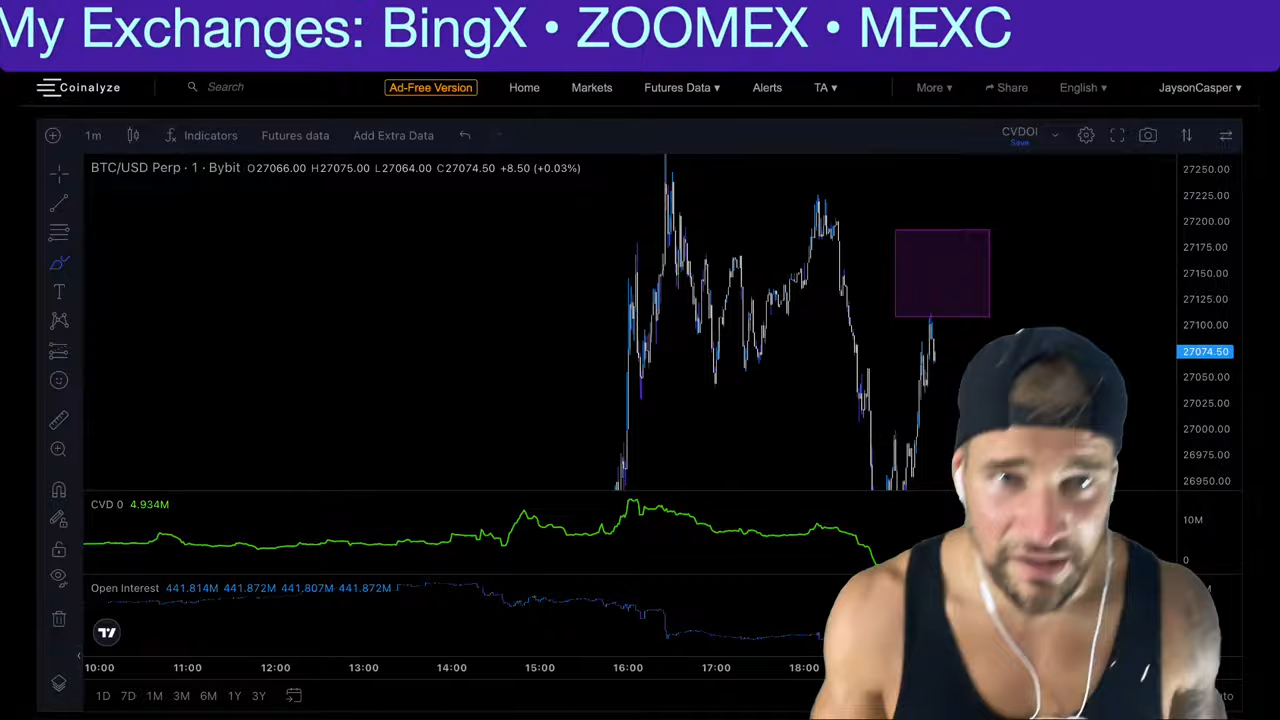 My Exchanges: BingX • ZOOMEX • MEXC
Coinalyze Search Ad-Free Version Home Markets Futures Data ▾ Alerts TA ▾ More ▾ Share English ▾ JaysonCasper ▾
1m Indicators Futures data Add Extra Data CVDOI
Save
BTC/USD Perp · 1 · Bybit O27066.00 H27075.00 L27064.00 C27074.50 +8.50 (+0.03%)
27250.00
27225.00
27200.00
27175.00
27150.00
27125.00
27100.00
27074.50
27050.00
27025.00
27000.00
26975.00
26950.00
CVD 0 4.934M
10M
0
Open Interest 441.814M 441.872M 441.807M 441.872M
10:00 11:00 12:00 13:00 14:00 15:00 16:00 17:00 18:00
1D 7D 1M 3M 6M 1Y 3Y